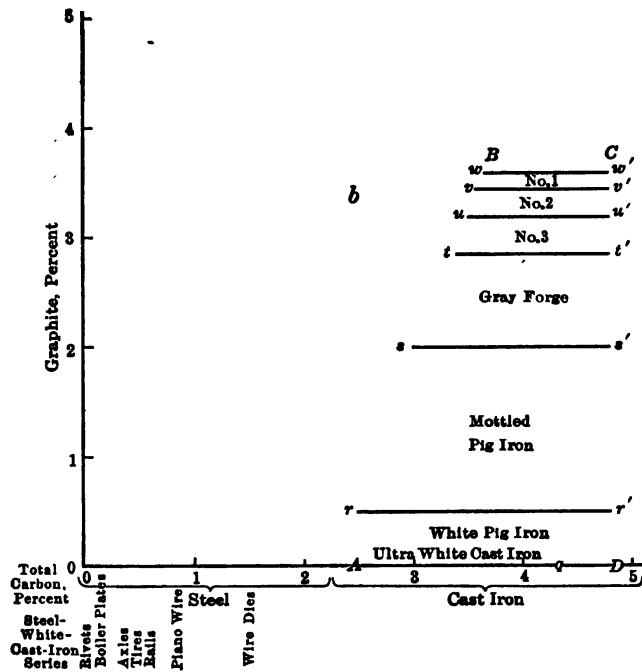 5
4
B C
w w'
No.1
v v'
b
No.2
u u'
No.3
3
t t'
Graphite, Percent
Gray Forge
s s'
2
Mottled
Pig Iron
1
r r'
White Pig Iron
Ultra White Cast Iron
A D
0
Total
Carbon,
Percent
0 1 2 3 4 5
Steel Cast Iron
Steel-
White-
Cast-Iron
Series
Rivets
Boiler Plates
Axles
Tires
Rails
Piano Wire
Wire Dies